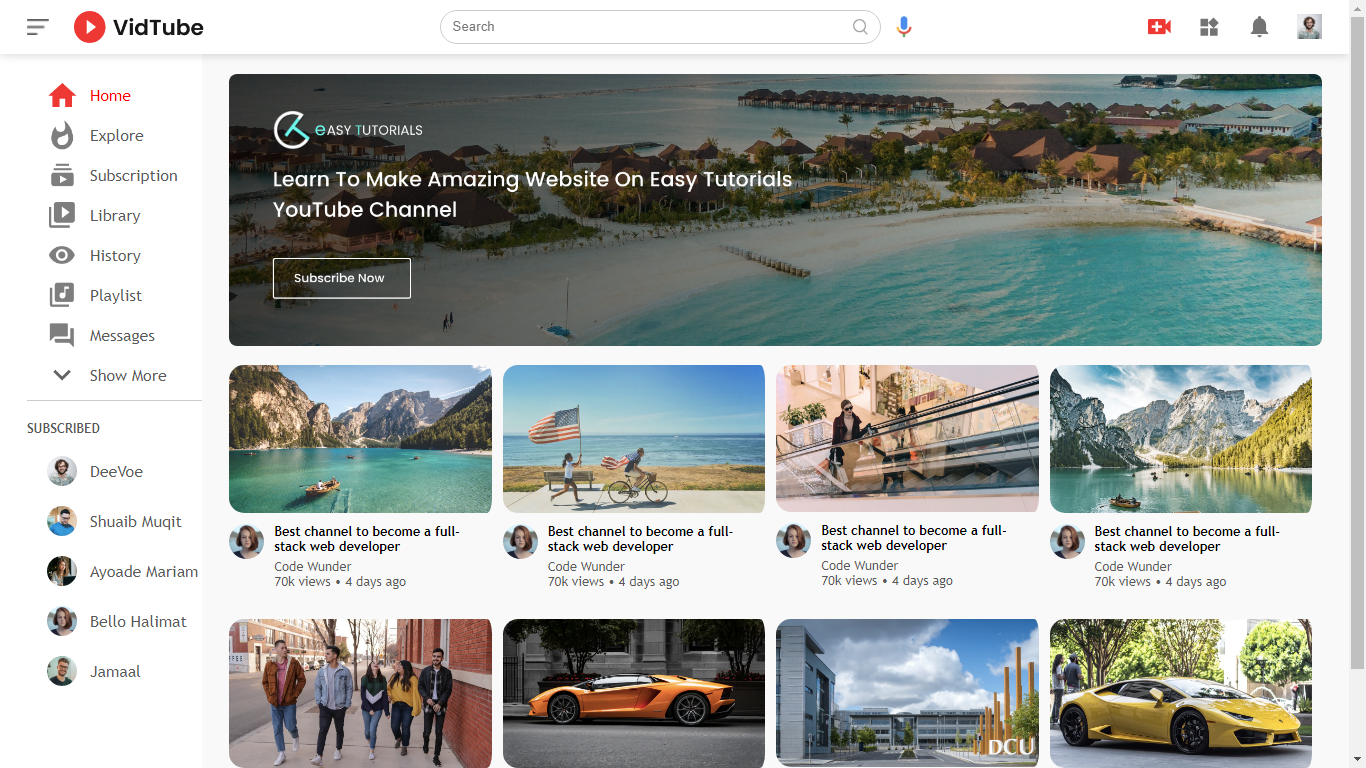 VidTube
Search
Home
Explore
Subscription
Library
History
Playlist
Messages
Show More
SUBSCRIBED
DeeVoe
Shuaib Muqit
Ayoade Mariam
Bello Halimat
Jamaal
eASY TUTORIALS
Learn To Make Amazing Website On Easy Tutorials
YouTube Channel
Subscribe Now
Best channel to become a full-
stack web developer
Code Wunder
70k views • 4 days ago
Best channel to become a full-
stack web developer
Code Wunder
70k views • 4 days ago
Best channel to become a full-
stack web developer
Code Wunder
70k views • 4 days ago
Best channel to become a full-
stack web developer
Code Wunder
70k views • 4 days ago
DCU